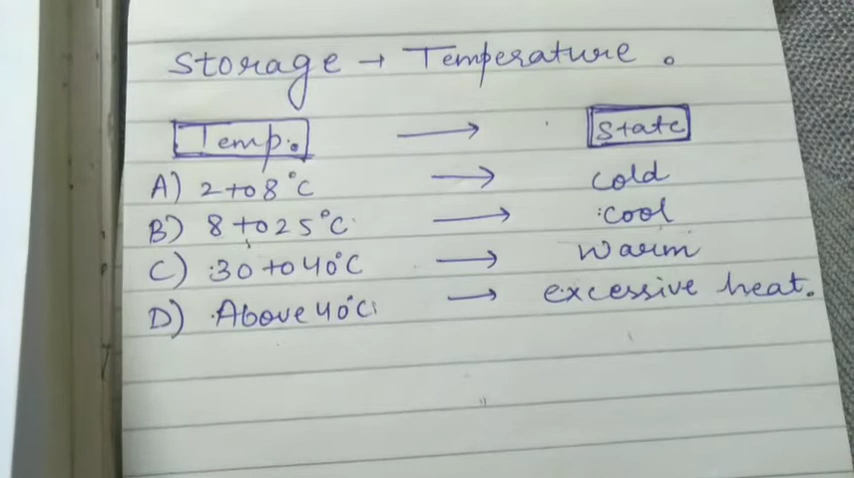 Storage → Temperature.
Temp. → State
A) 2 to 8°C → cold
B) 8 to 25°C → cool
C) 30 to 40°C → Warm
D) Above 40°C → excessive heat.